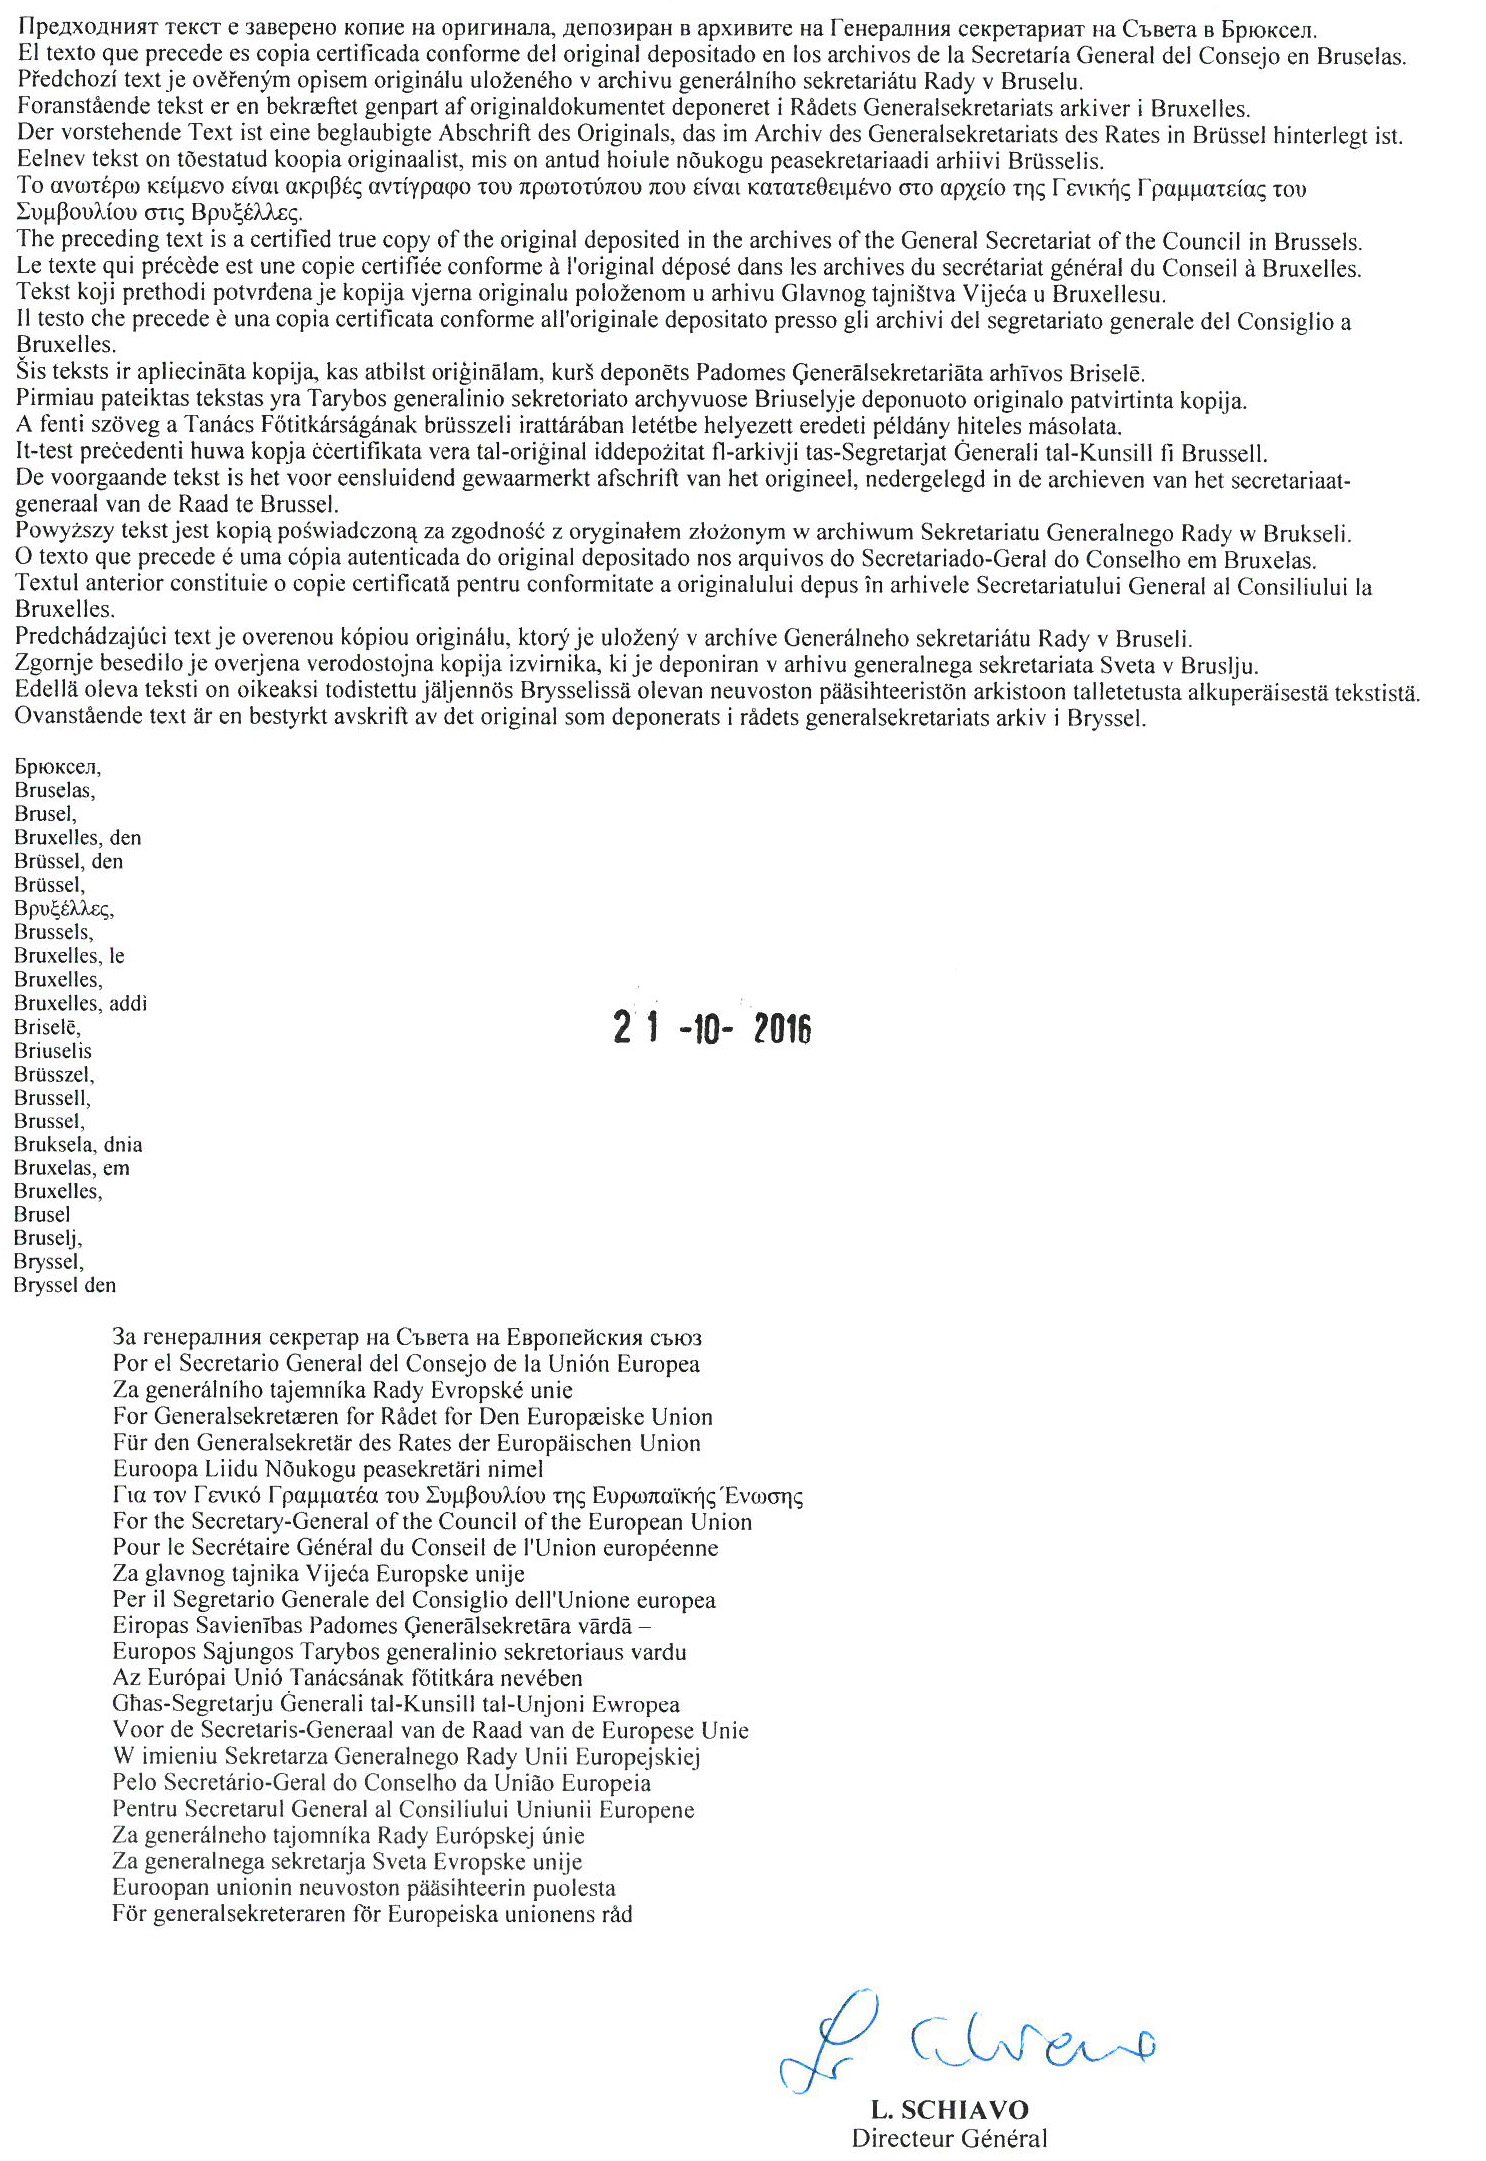 Предходният текст е заверено копие на оригинала, депозиран в архивите на Генералния секретариат на Съвета в Брюксел.
El texto que precede es copia certificada conforme del original depositado en los archivos de la Secretaría General del Consejo en Bruselas.
Předchozí text je ověřeným opisem originálu uloženého v archivu generálního sekretariátu Rady v Bruselu.
Foranstående tekst er en bekræftet genpart af originaldokumentet deponeret i Rådets Generalsekretariats arkiver i Bruxelles.
Der vorstehende Text ist eine beglaubigte Abschrift des Originals, das im Archiv des Generalsekretariats des Rates in Brüssel hinterlegt ist.
Eelnev tekst on tõestatud koopia originaalist, mis on antud hoiule nõukogu peasekretariaadi arhiivi Brüsselis.
Το ανωτέρω κείμενο είναι ακριβές αντίγραφο του πρωτοτύπου που είναι κατατεθειμένο στο αρχείο της Γενικής Γραμματείας του
Συμβουλίου στις Βρυξέλλες.
The preceding text is a certified true copy of the original deposited in the archives of the General Secretariat of the Council in Brussels.
Le texte qui précède est une copie certifiée conforme à l'original déposé dans les archives du secrétariat général du Conseil à Bruxelles.
Tekst koji prethodi potvrđena je kopija vjerna originalu položenom u arhivu Glavnog tajništva Vijeća u Bruxellesu.
Il testo che precede è una copia certificata conforme all'originale depositato presso gli archivi del segretariato generale del Consiglio a
Bruxelles.
Šis teksts ir apliecināta kopija, kas atbilst oriģinālam, kurš deponēts Padomes Ģenerālsekretariāta arhīvos Briselē.
Pirmiau pateiktas tekstas yra Tarybos generalinio sekretoriato archyvuose Briuselyje deponuoto originalo patvirtinta kopija.
A fenti szöveg a Tanács Főtitkárságának brüsszeli irattárában letétbe helyezett eredeti példány hiteles másolata.
It-test preċedenti huwa kopja ċċertifikata vera tal-oriġinal iddepożitat fl-arkivji tas-Segretarjat Ġenerali tal-Kunsill fi Brussell.
De voorgaande tekst is het voor eensluidend gewaarmerkt afschrift van het origineel, nedergelegd in de archieven van het secretariaat-
generaal van de Raad te Brussel.
Powyższy tekst jest kopią poświadczoną za zgodność z oryginałem złożonym w archiwum Sekretariatu Generalnego Rady w Brukseli.
O texto que precede é uma cópia autenticada do original depositado nos arquivos do Secretariado-Geral do Conselho em Bruxelas.
Textul anterior constituie o copie certificată pentru conformitate a originalului depus în arhivele Secretariatului General al Consiliului la
Bruxelles.
Predchádzajúci text je overenou kópiou originálu, ktorý je uložený v archíve Generálneho sekretariátu Rady v Bruseli.
Zgornje besedilo je overjena verodostojna kopija izvirnika, ki je deponiran v arhivu generalnega sekretariata Sveta v Bruslju.
Edellä oleva teksti on oikeaksi todistettu jäljennös Brysselissä olevan neuvoston pääsihteeristön arkistoon talletetusta alkuperäisestä tekstistä.
Ovanstående text är en bestyrkt avskrift av det original som deponerats i rådets generalsekretariats arkiv i Bryssel.
Брюксел,
Bruselas,
Brusel,
Bruxelles, den
Brüssel, den
Brüssel,
Βρυξέλλες,
Brussels,
Bruxelles, le
Bruxelles,
Bruxelles, addì
Briselē,
Briuselis
Brüsszel,
Brussell,
Brussel,
Bruksela, dnia
Bruxelas, em
Bruxelles,
Brusel
Bruselj,
Bryssel,
Bryssel den
21 -10- 2016
За генералния секретар на Съвета на Европейския съюз
Por el Secretario General del Consejo de la Unión Europea
Za generálního tajemníka Rady Evropské unie
For Generalsekretæren for Rådet for Den Europæiske Union
Für den Generalsekretär des Rates der Europäischen Union
Euroopa Liidu Nõukogu peasekretäri nimel
Για τον Γενικό Γραμματέα του Συμβουλίου της Ευρωπαϊκής Ένωσης
For the Secretary-General of the Council of the European Union
Pour le Secrétaire Général du Conseil de l'Union européenne
Za glavnog tajnika Vijeća Europske unije
Per il Segretario Generale del Consiglio dell'Unione europea
Eiropas Savienības Padomes Ģenerālsekretāra vārdā –
Europos Sąjungos Tarybos generalinio sekretoriaus vardu
Az Európai Unió Tanácsának főtitkára nevében
Għas-Segretarju Ġenerali tal-Kunsill tal-Unjoni Ewropea
Voor de Secretaris-Generaal van de Raad van de Europese Unie
W imieniu Sekretarza Generalnego Rady Unii Europejskiej
Pelo Secretário-Geral do Conselho da União Europeia
Pentru Secretarul General al Consiliului Uniunii Europene
Za generálneho tajomníka Rady Európskej únie
Za generalnega sekretarja Sveta Evropske unije
Euroopan unionin neuvoston pääsihteerin puolesta
För generalsekreteraren för Europeiska unionens råd
L. SCHIAVO
Directeur Général